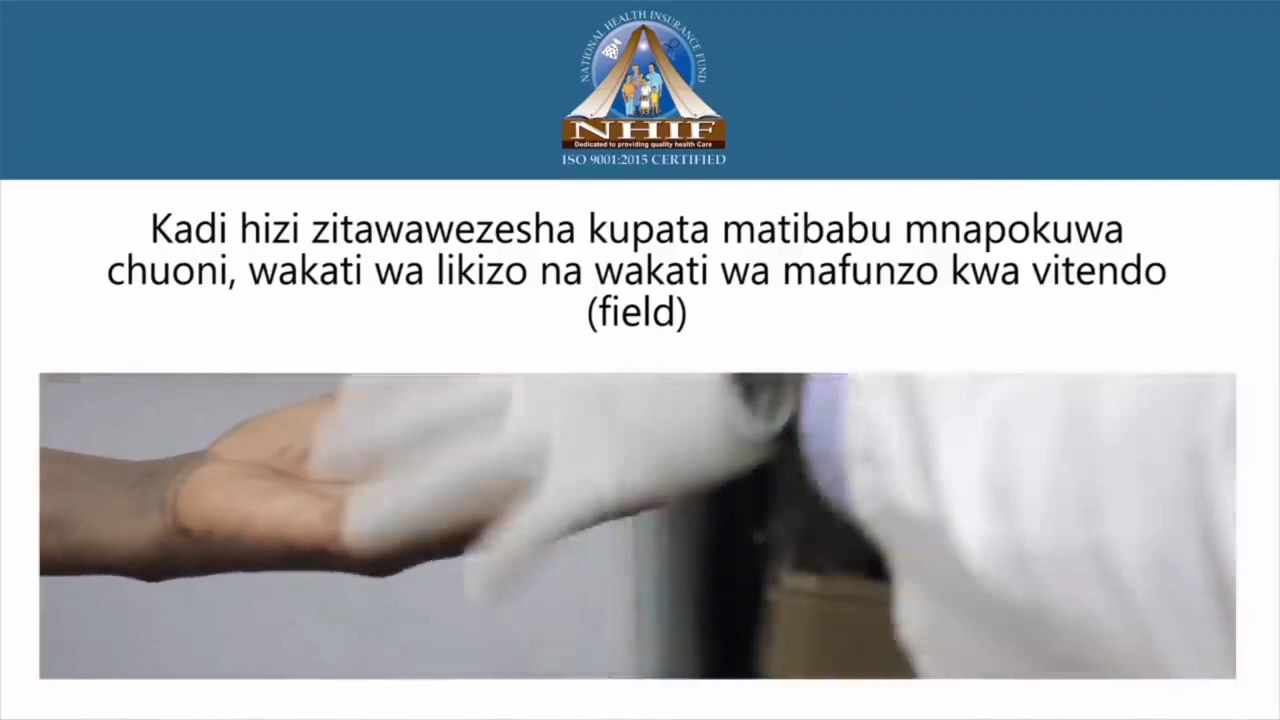 NATIONAL HEALTH INSURANCE FUND
NHIF
Dedicated to providing quality health Care
ISO 9001:2015 CERTIFIED
Kadi hizi zitawawezesha kupata matibabu mnapokuwa
chuoni, wakati wa likizo na wakati wa mafunzo kwa vitendo
(field)